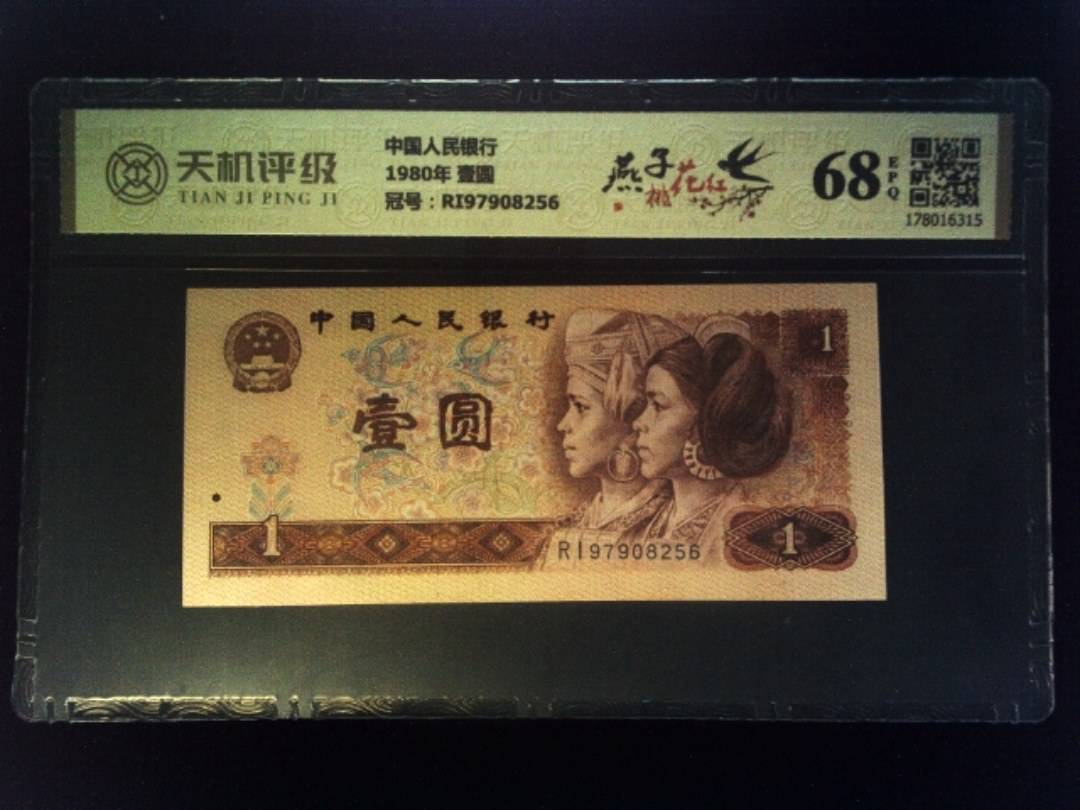 天机评级
TIAN JI PING JI
中国人民银行
1980年 壹圆
冠号：RI97908256
燕子
桃花红
68
EPQ
178016315
中国人民银行
1
壹圆
1
RI97908256
1